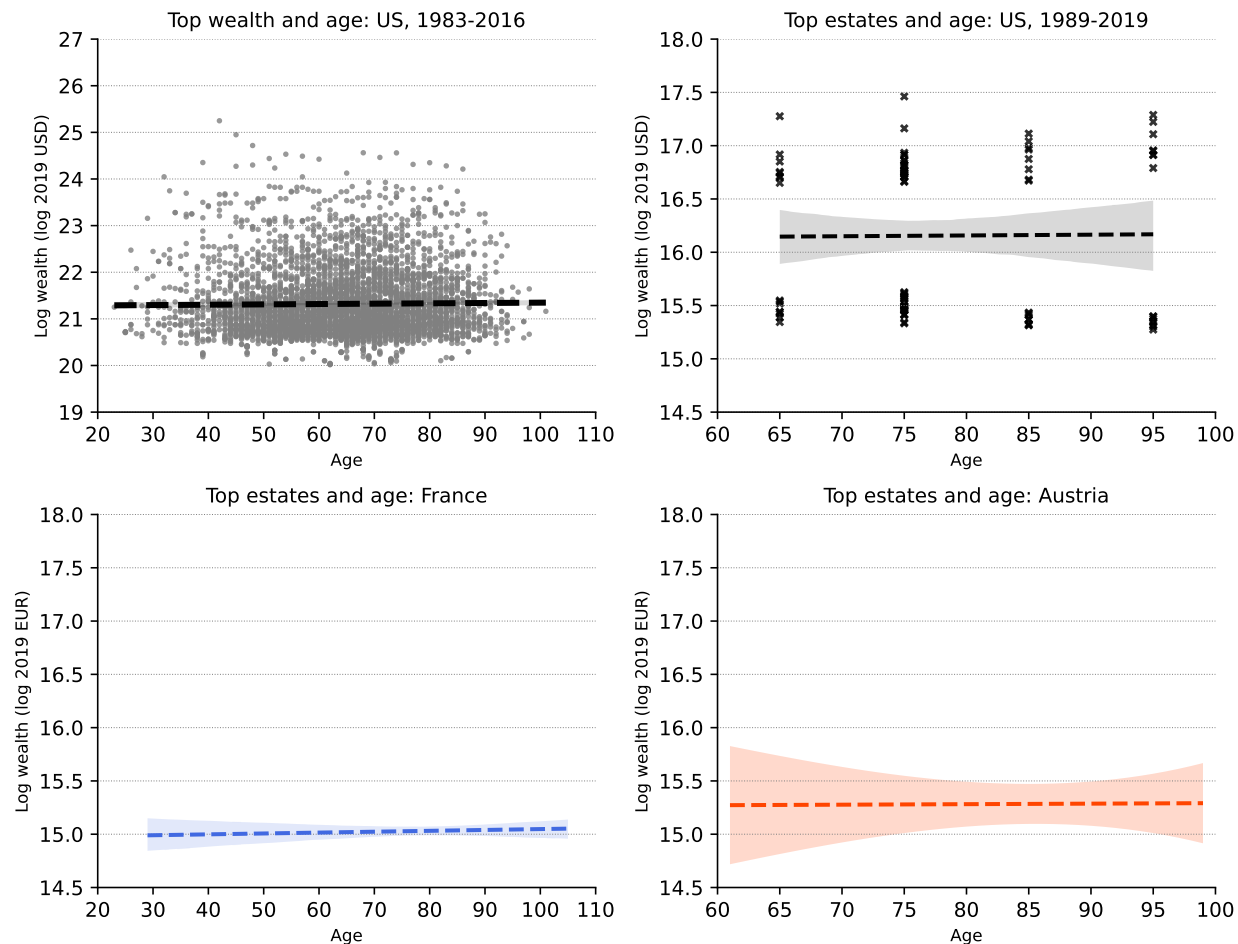 Top wealth and age: US, 1983-2016
Log wealth (log 2019 USD)
27
26
25
24
23
22
21
20
19
20 30 40 50 60 70 80 90 100 110
Age
Top estates and age: US, 1989-2019
Log wealth (log 2019 USD)
18.0
17.5
17.0
16.5
16.0
15.5
15.0
14.5
60 65 70 75 80 85 90 95 100
Age
Top estates and age: France
Log wealth (log 2019 EUR)
18.0
17.5
17.0
16.5
16.0
15.5
15.0
14.5
20 30 40 50 60 70 80 90 100 110
Age
Top estates and age: Austria
Log wealth (log 2019 EUR)
18.0
17.5
17.0
16.5
16.0
15.5
15.0
14.5
60 65 70 75 80 85 90 95 100
Age